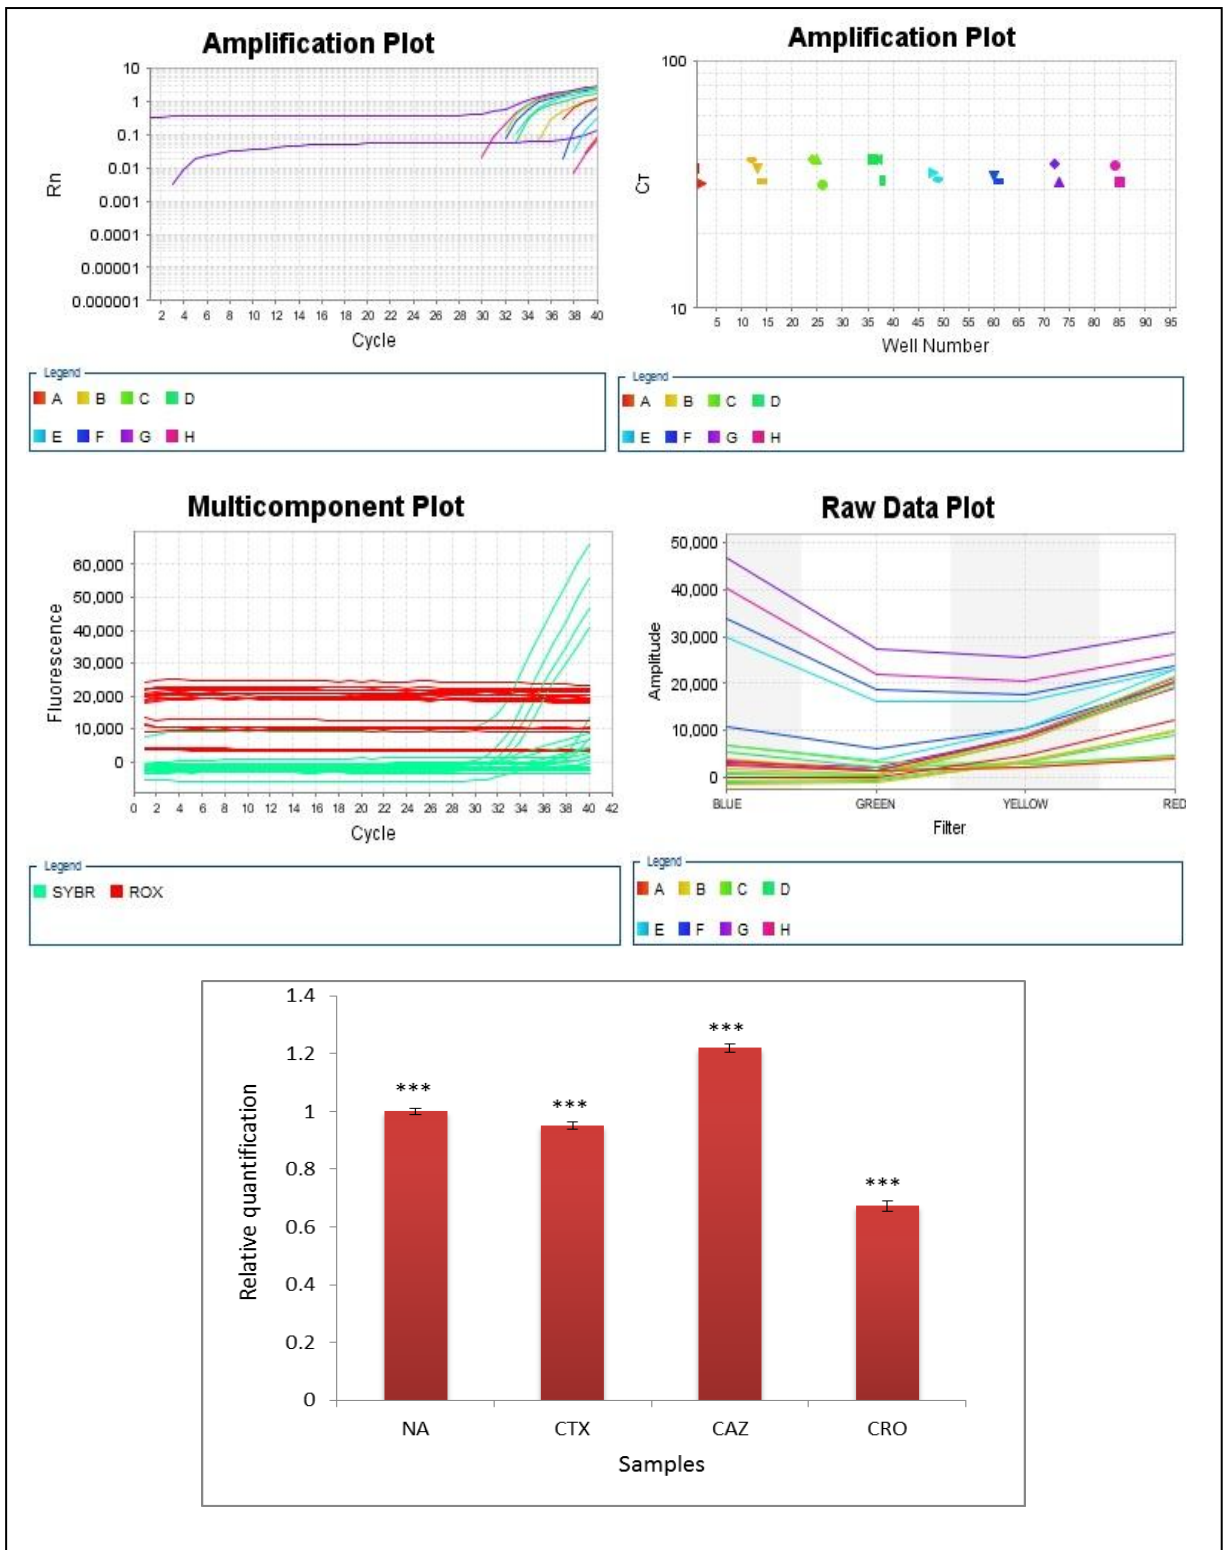 Amplification Plot
10
1
0.1
0.01
0.001
0.0001
0.00001
0.000001
Rn
2 4 6 8 10 12 14 16 18 20 22 24 26 28 30 32 34 36 38 40
Cycle
Legend
A B C D
E F G H
Amplification Plot
100
10
CT
5 10 15 20 25 30 35 40 45 50 55 60 65 70 75 80 85 90 95
Well Number
Legend
A B C D
E F G H
Multicomponent Plot
60,000
50,000
40,000
30,000
20,000
10,000
0
Fluorescence
0 2 4 6 8 10 12 14 16 18 20 22 24 26 28 30 32 34 36 38 40 42
Cycle
Legend
SYBR ROX
Raw Data Plot
50,000
40,000
30,000
20,000
10,000
0
Amplitude
BLUE GREEN YELLOW RED
Filter
Legend
A B C D
E F G H
1.4
1.2
1
0.8
0.6
0.4
0.2
0
Relative quantification
*** *** *** ***
NA CTX CAZ CRO
Samples